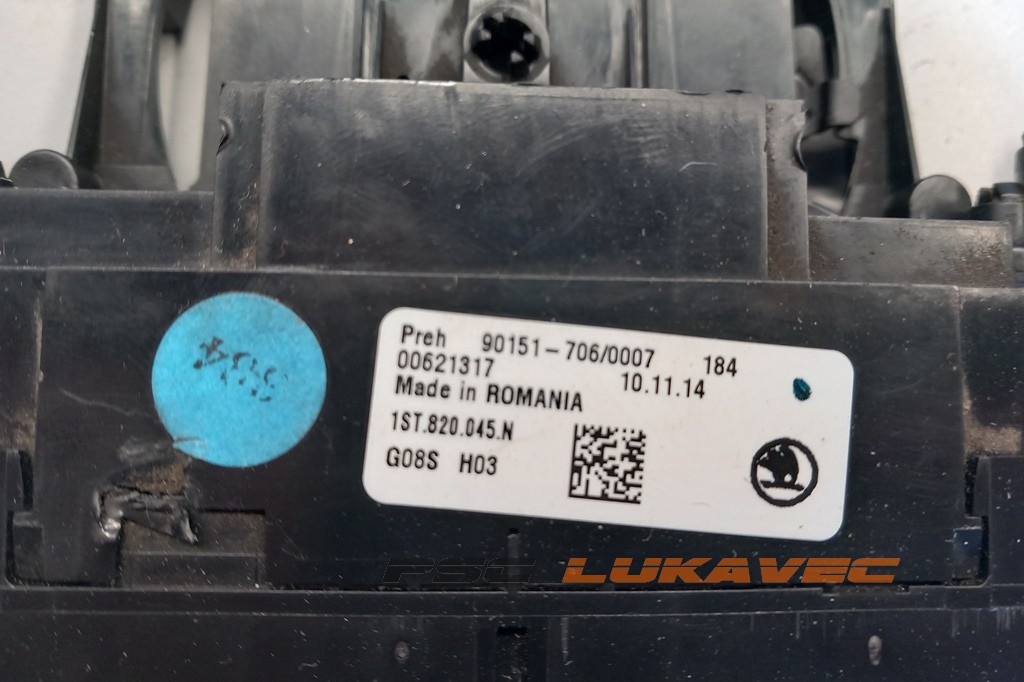 Preh 90151-706/0007 184
00621317 10.11.14
Made in ROMANIA
1ST.820.045.N
G08S H03
PSC LUKAVEC